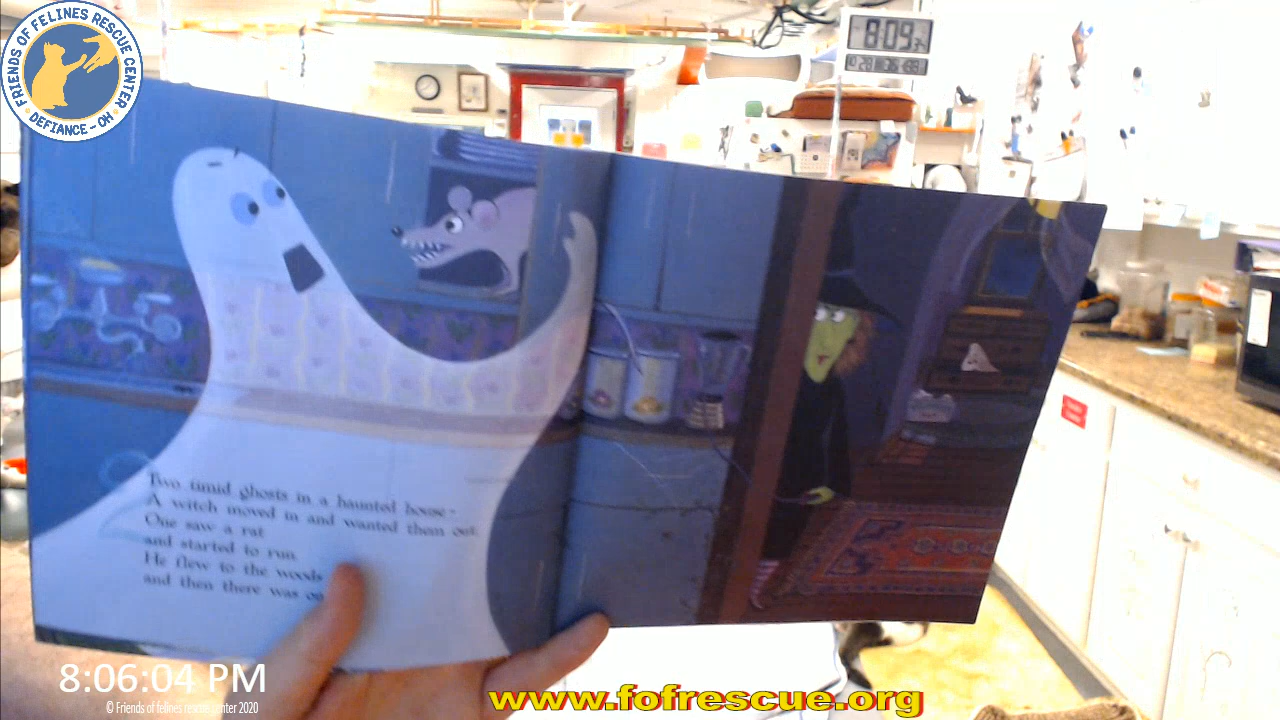 FRIENDS OF FELINES RESCUE CENTER
DEFIANCE - OH
8:09
2
Two timid ghosts in a haunted house-
A witch moved in and wanted them out.
One saw a rat
and started to run.
He flew to the woods
and then there was
8:06:04 PM
© Friends of felines rescue center 2020
www.fofrescue.org